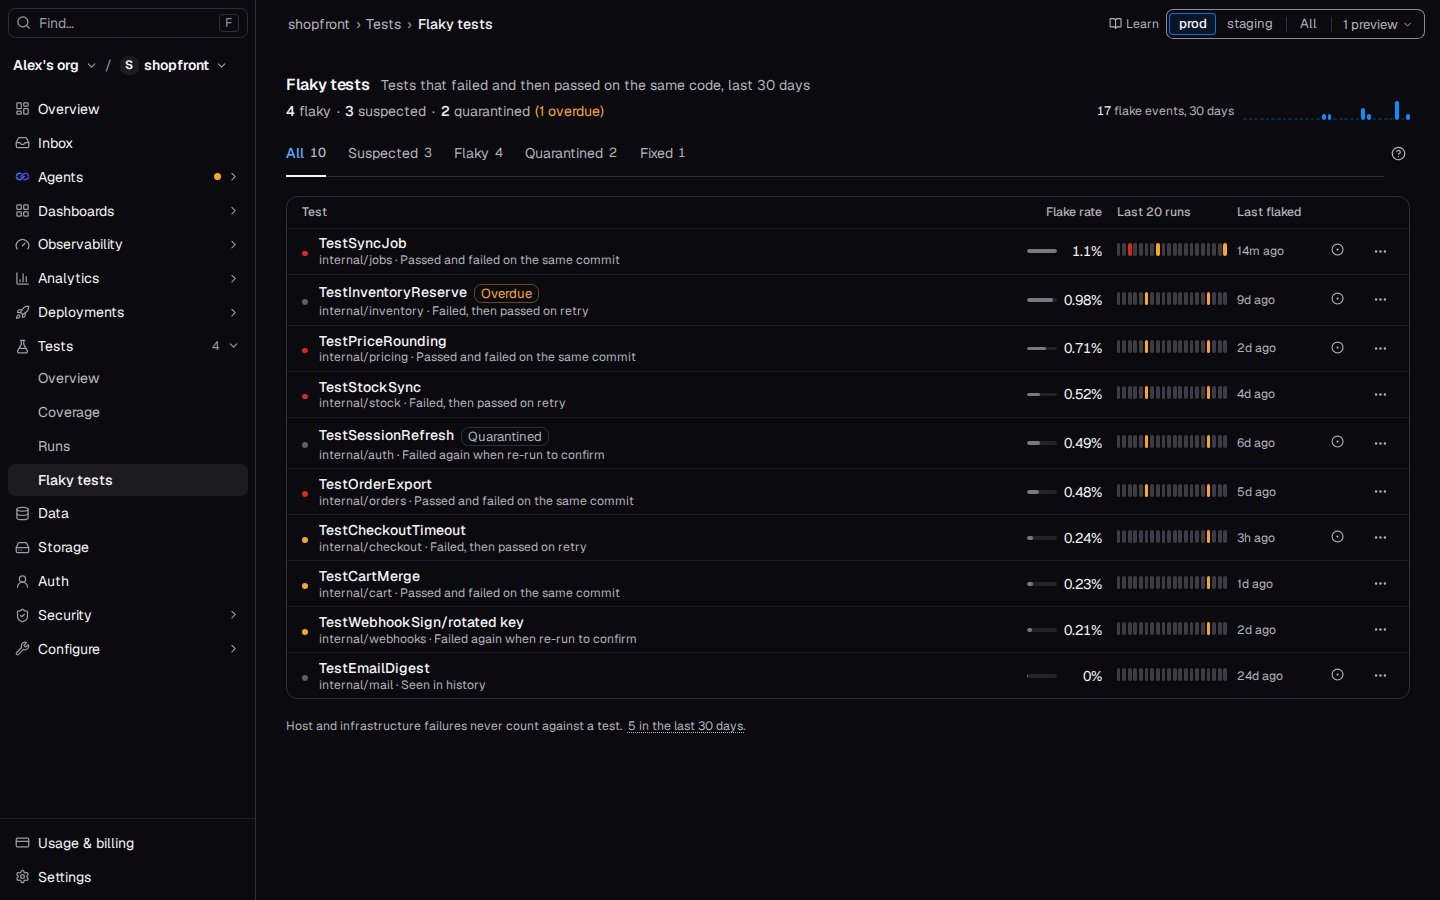 Find...
F
Alex's org / S shopfront
Overview
Inbox
Agents
Dashboards
Observability
Analytics
Deployments
Tests 4
Overview
Coverage
Runs
Flaky tests
Data
Storage
Auth
Security
Configure
Usage & billing
Settings
shopfront › Tests › Flaky tests
Learn
prod staging All 1 preview
Flaky tests Tests that failed and then passed on the same code, last 30 days
4 flaky · 3 suspected · 2 quarantined (1 overdue)
17 flake events, 30 days
All 10 Suspected 3 Flaky 4 Quarantined 2 Fixed 1
Test Flake rate Last 20 runs Last flaked
TestSyncJob
internal/jobs · Passed and failed on the same commit
1.1% 14m ago
TestInventoryReserve Overdue
internal/inventory · Failed, then passed on retry
0.98% 9d ago
TestPriceRounding
internal/pricing · Passed and failed on the same commit
0.71% 2d ago
TestStockSync
internal/stock · Failed, then passed on retry
0.52% 4d ago
TestSessionRefresh Quarantined
internal/auth · Failed again when re-run to confirm
0.49% 6d ago
TestOrderExport
internal/orders · Passed and failed on the same commit
0.48% 5d ago
TestCheckoutTimeout
internal/checkout · Failed, then passed on retry
0.24% 3h ago
TestCartMerge
internal/cart · Passed and failed on the same commit
0.23% 1d ago
TestWebhookSign/rotated key
internal/webhooks · Failed again when re-run to confirm
0.21% 2d ago
TestEmailDigest
internal/mail · Seen in history
0% 24d ago
Host and infrastructure failures never count against a test. 5 in the last 30 days.